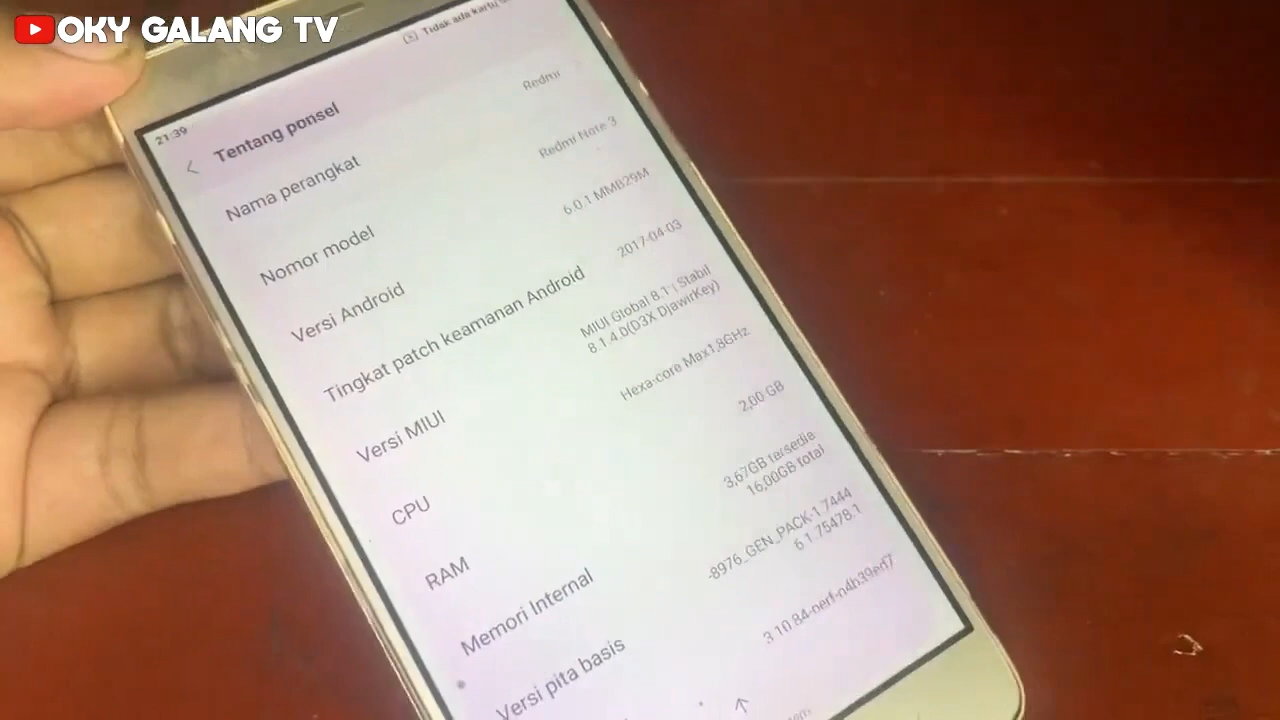 OKY GALANG TV
Tidak ada kartu
21:39
Tentang ponsel
Nama perangkat
Redmi
Nomor model
Redmi Note 3
Versi Android
6.0.1 MMB29M
Tingkat patch keamanan Android
2017-04-03
Versi MIUI
MIUI Global 8.1 | Stabil
8.1.4.0(D3X DjawirKey)
CPU
Hexa-core Max1,8GHz
RAM
2,00 GB
Memori Internal
3,67GB tersedia
16,00GB total
Versi pita basis
-8976_GEN_PACK-1.7444
6.1.75478.1
3.10.84-perf-n4b39ed7